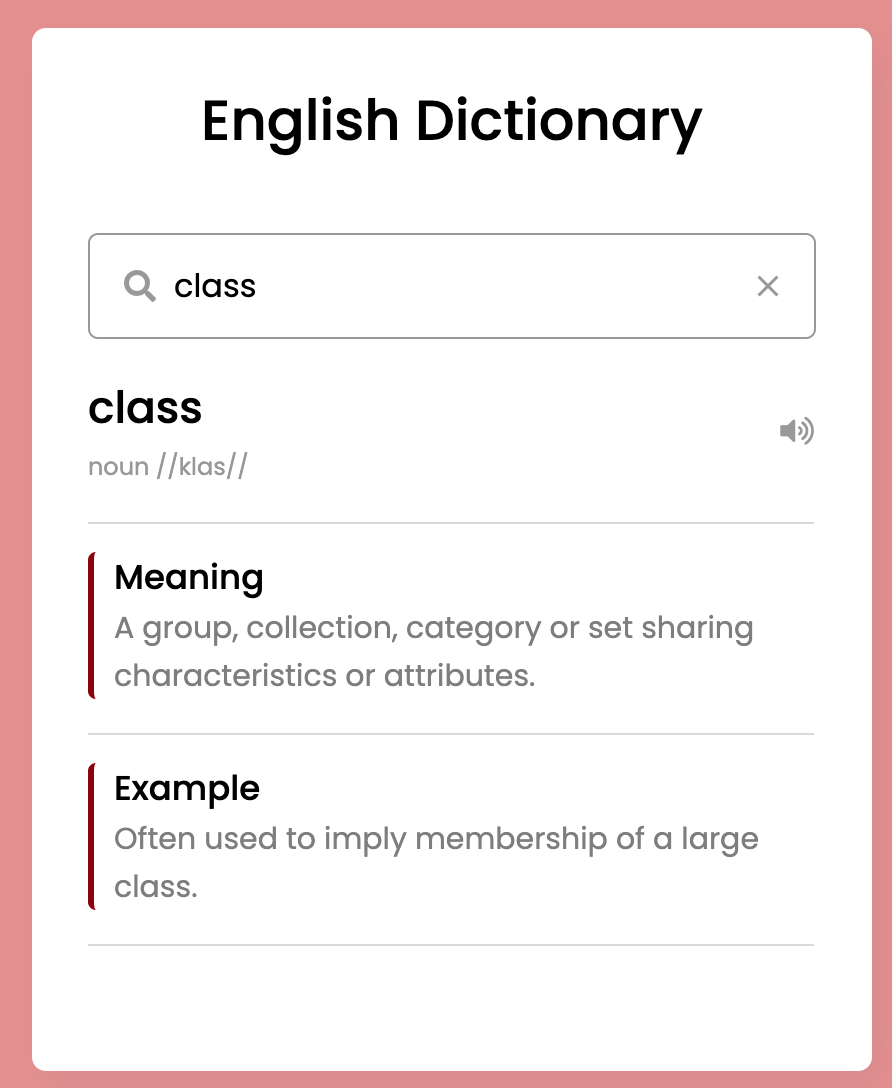 English Dictionary
class
class
noun //klas//
Meaning
A group, collection, category or set sharing
characteristics or attributes.
Example
Often used to imply membership of a large
class.